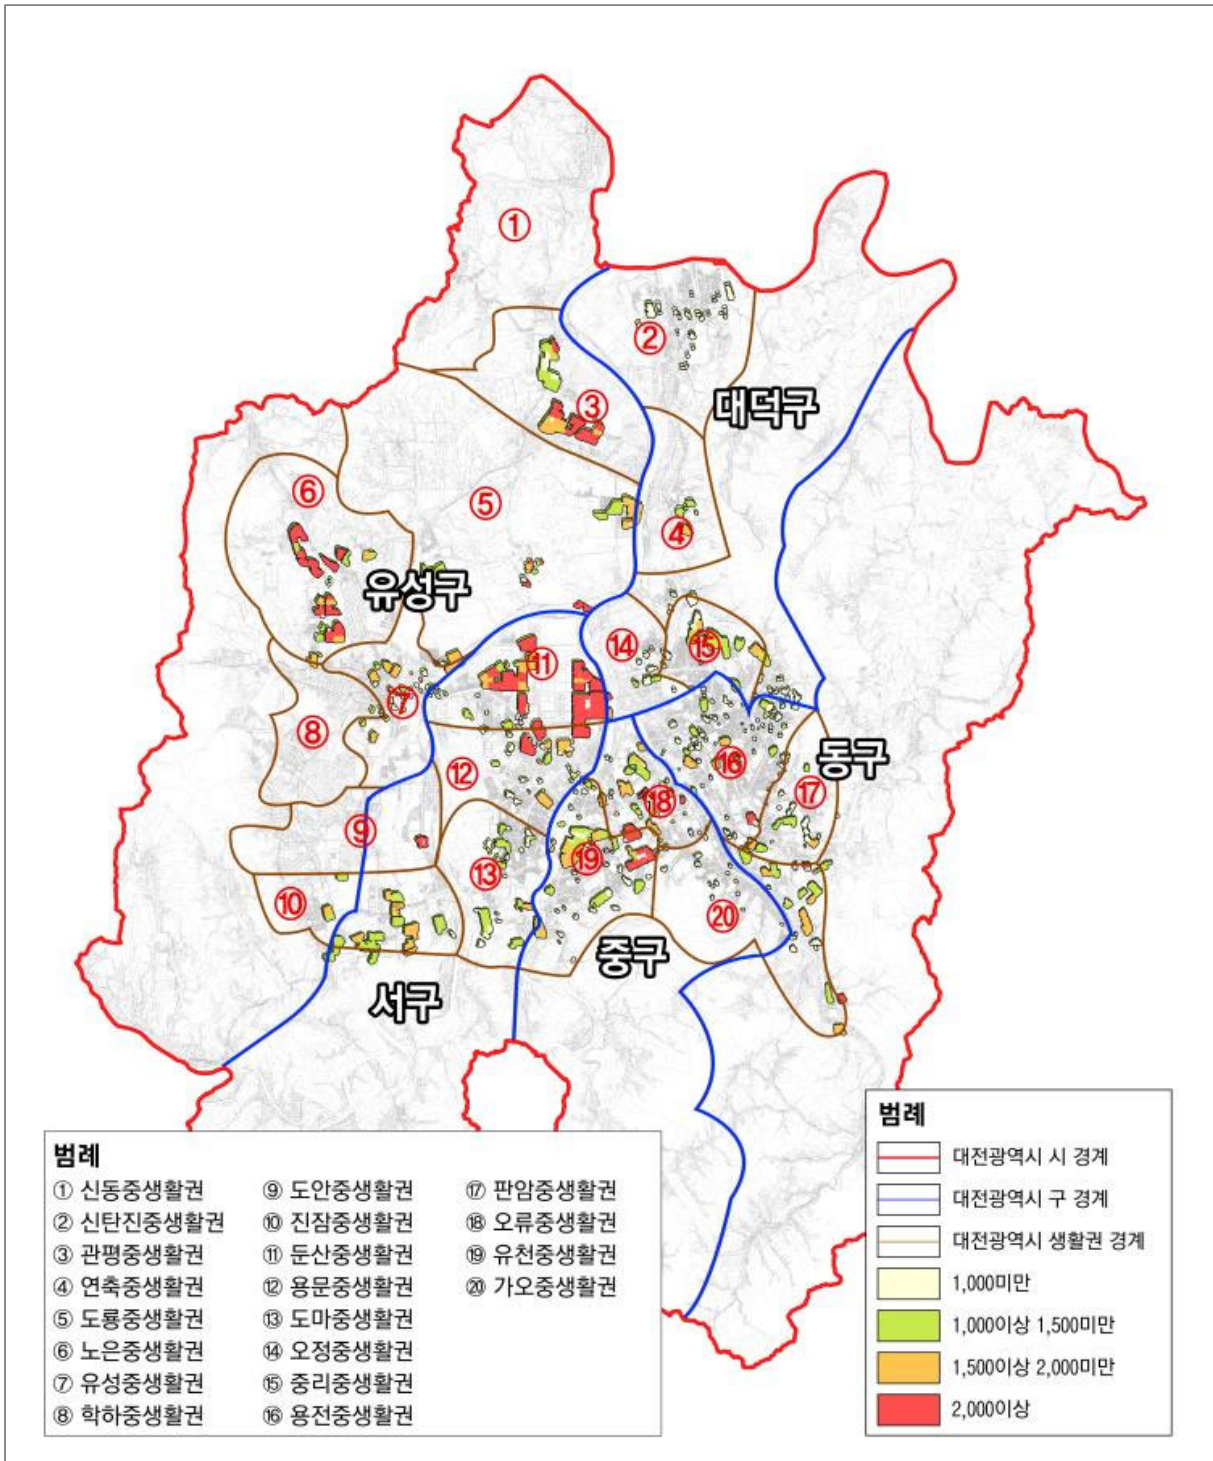 ①
②
③
대덕구
⑥
⑤
④
유성구
⑭
⑮
⑪
⑦
⑧
⑫
⑯
동구
⑰
⑱
⑨
⑲
⑬
⑩
⑳
중구
서구
범례
① 신동중생활권
② 신탄진중생활권
③ 관평중생활권
④ 연축중생활권
⑤ 도룡중생활권
⑥ 노은중생활권
⑦ 유성중생활권
⑧ 학하중생활권
⑨ 도안중생활권
⑩ 진잠중생활권
⑪ 둔산중생활권
⑫ 용문중생활권
⑬ 도마중생활권
⑭ 오정중생활권
⑮ 중리중생활권
⑯ 용전중생활권
⑰ 판암중생활권
⑱ 오류중생활권
⑲ 유천중생활권
⑳ 가오중생활권
범례
대전광역시 시 경계
대전광역시 구 경계
대전광역시 생활권 경계
1,000미만
1,000이상 1,500미만
1,500이상 2,000미만
2,000이상